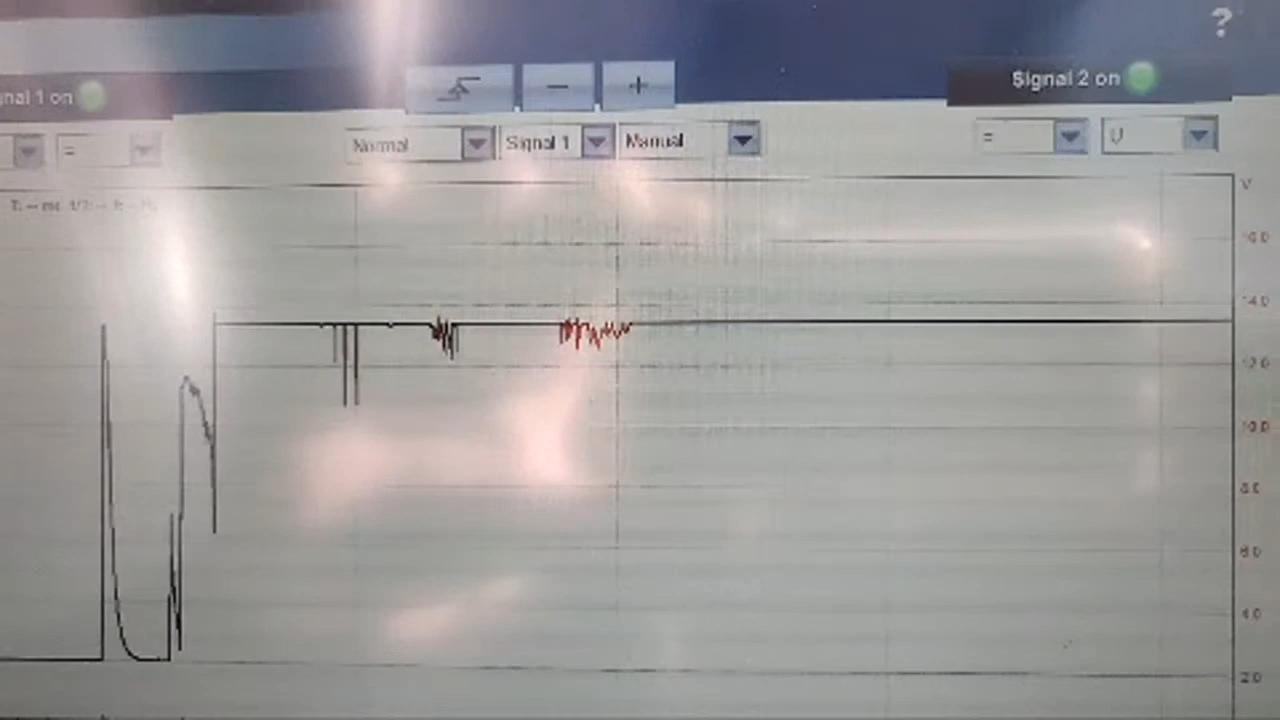 ?
nal 1 on
Signal 2 on
− +
= Normal Signal 1 Manual = U
V
16.0
14.0
12.0
10.0
8.0
6.0
4.0
2.0